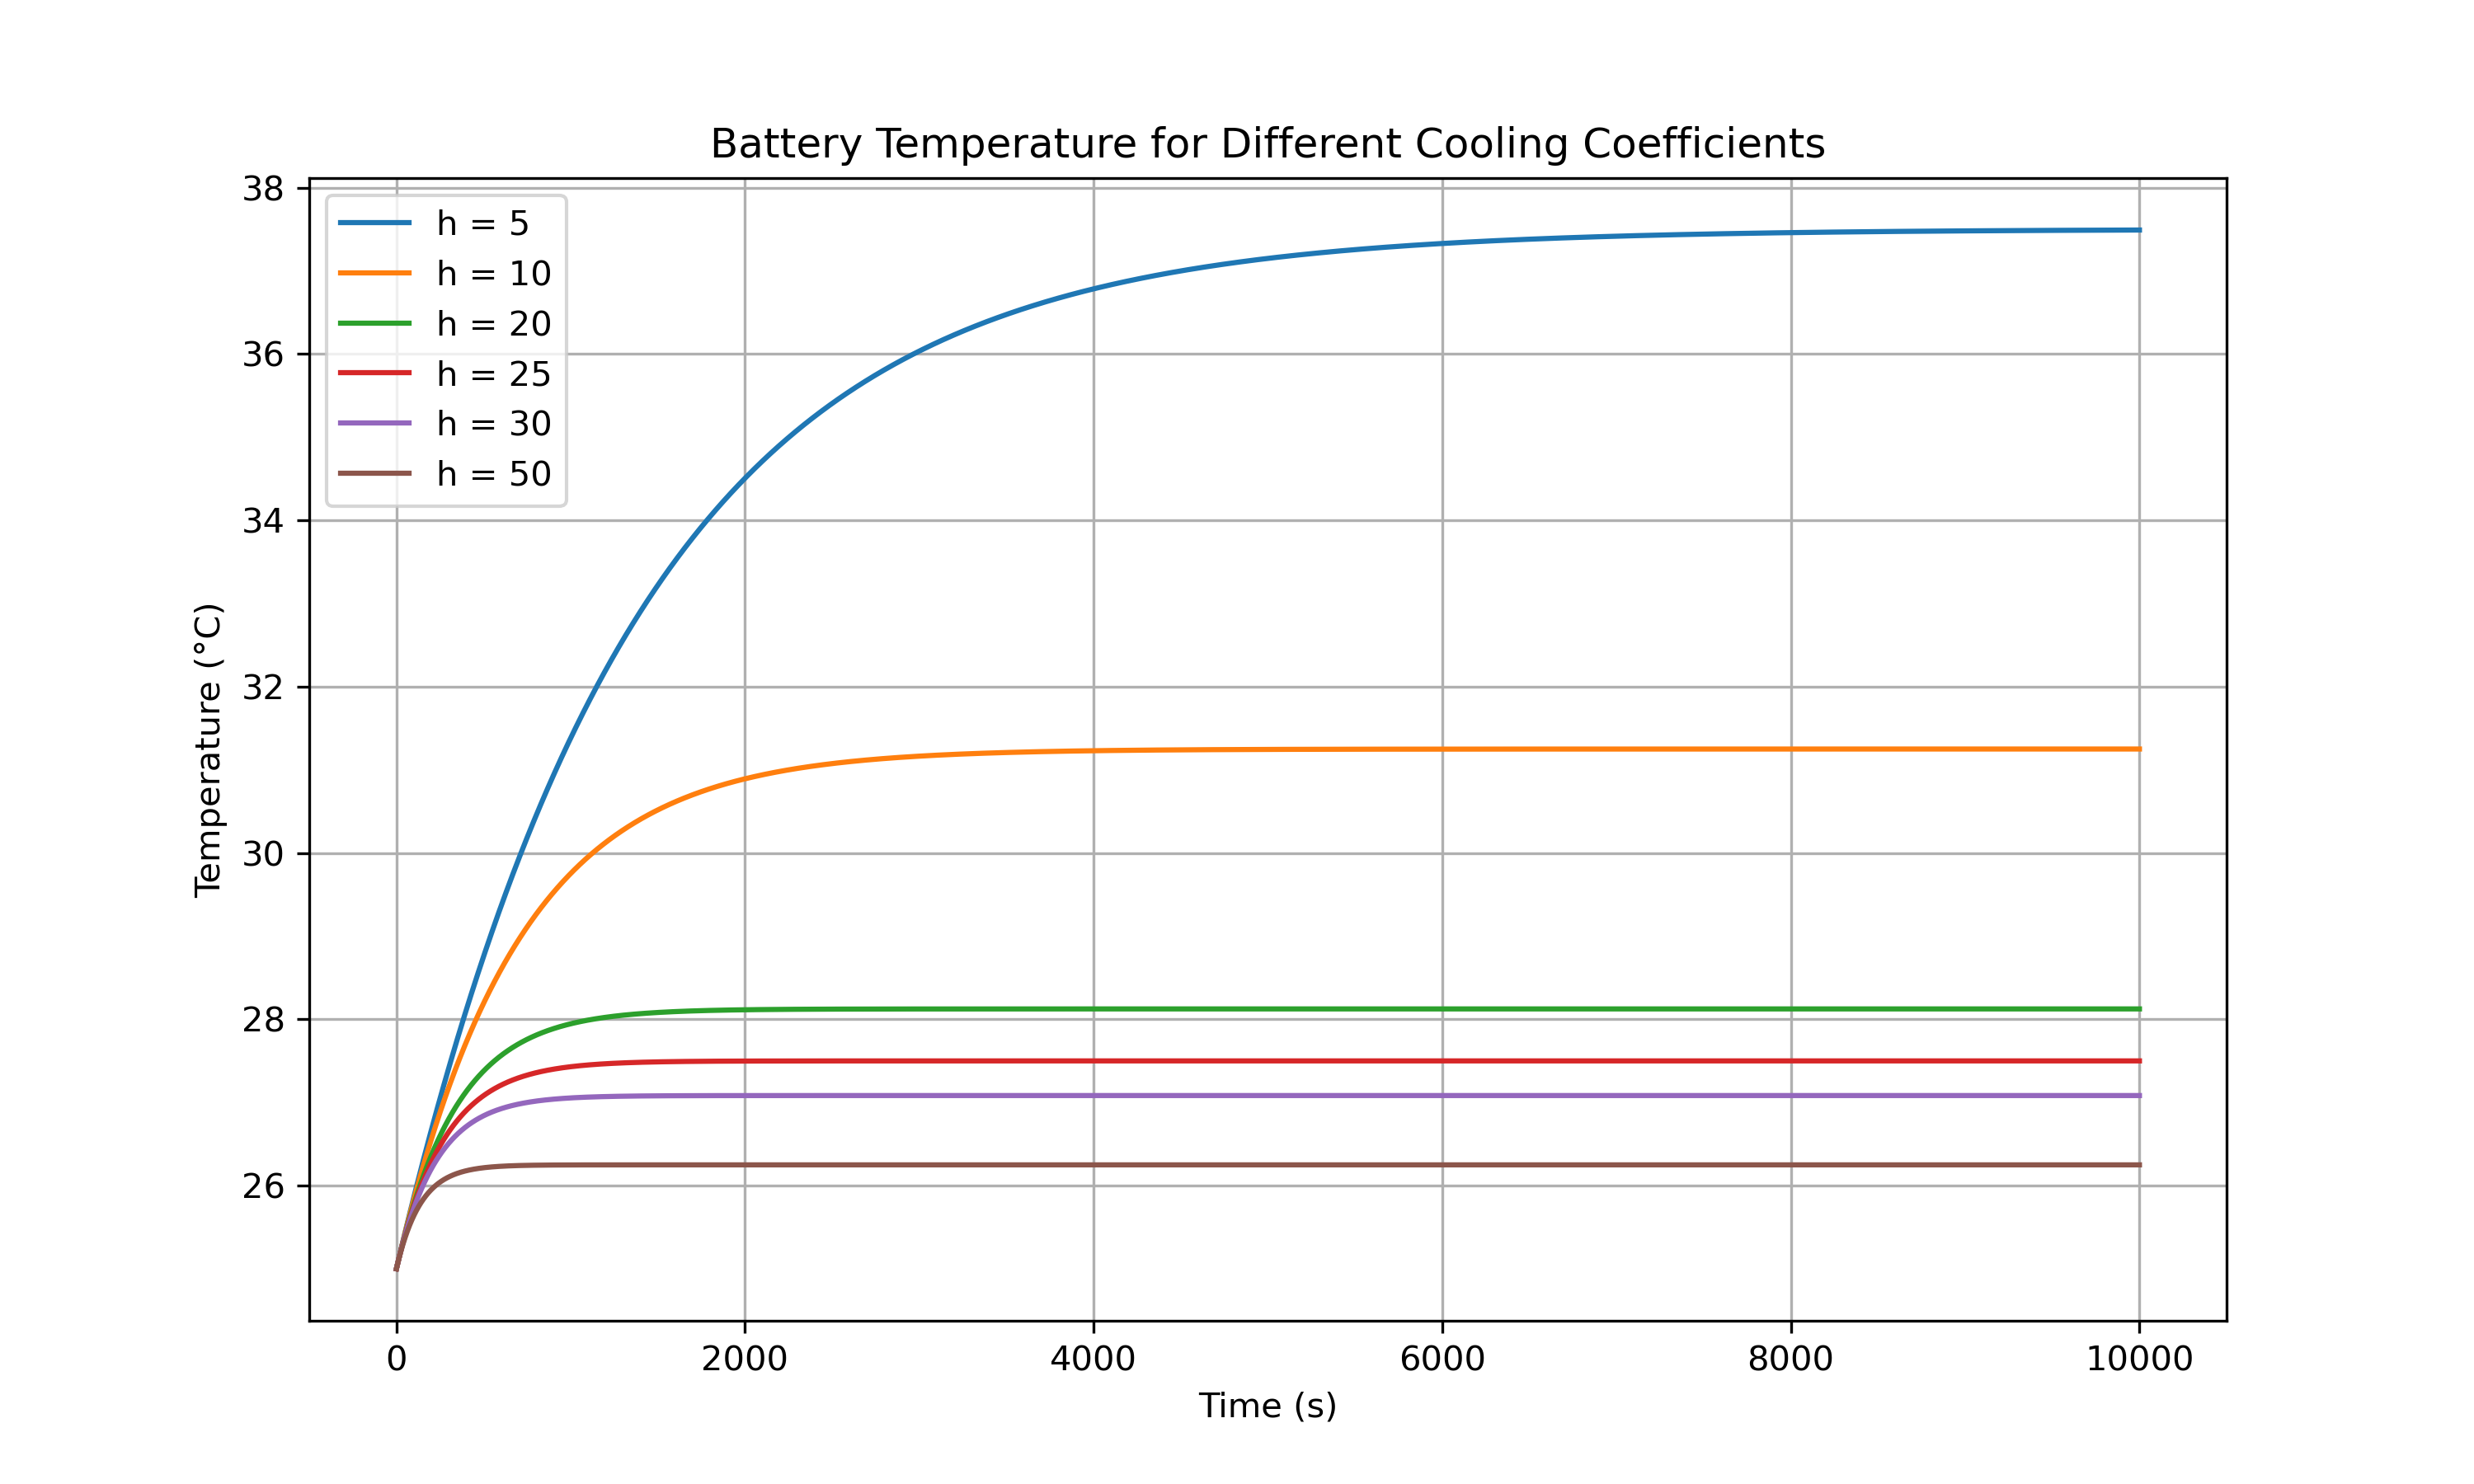 Battery Temperature for Different Cooling Coefficients
h = 5
h = 10
h = 20
h = 25
h = 30
h = 50
38
36
34
32
30
28
26
Temperature (°C)
0 2000 4000 6000 8000 10000
Time (s)